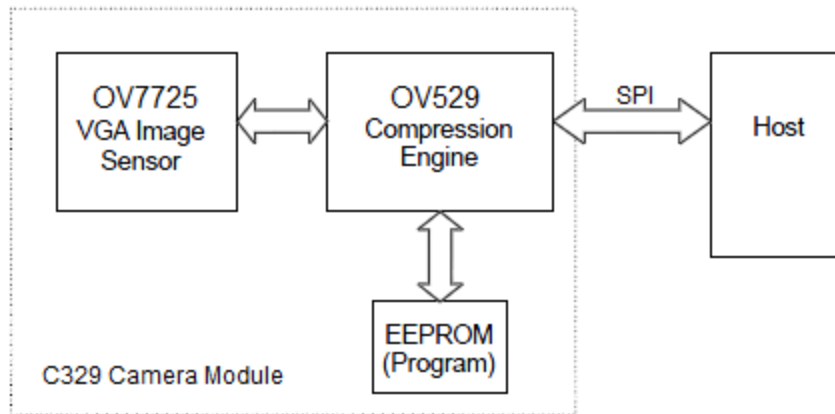 OV7725
VGA Image
Sensor
OV529
Compression
Engine
SPI
Host
EEPROM
(Program)
C329 Camera Module